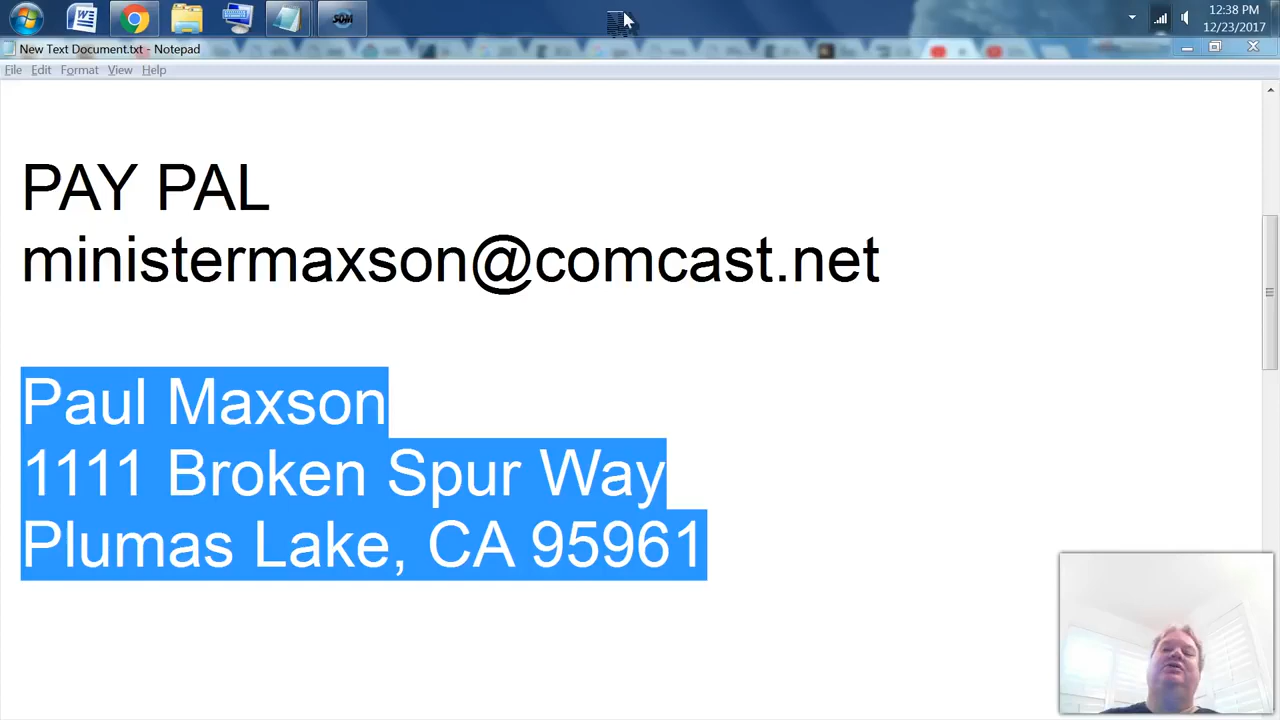 12:38 PM
12/23/2017
New Text Document.txt - Notepad
File Edit Format View Help
PAY PAL
ministermaxson@comcast.net
Paul Maxson
1111 Broken Spur Way
Plumas Lake, CA 95961